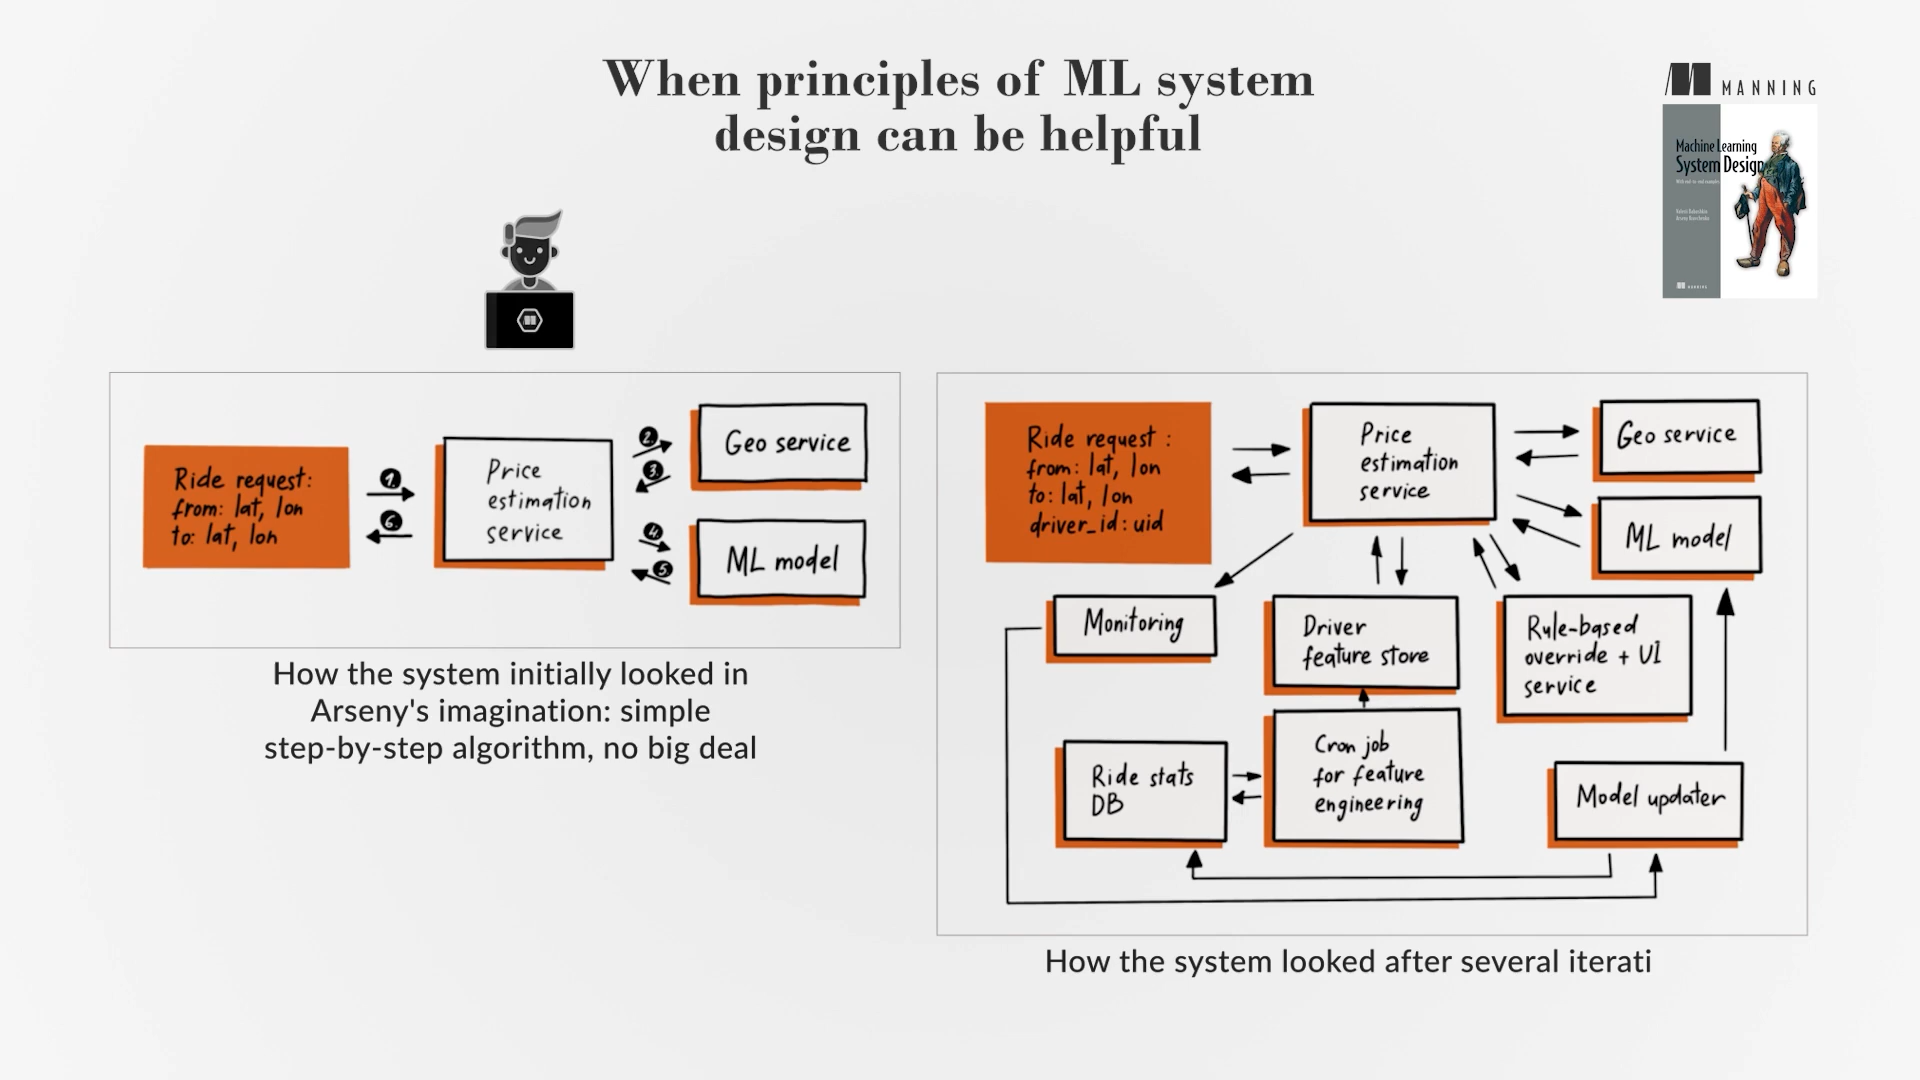 When principles of ML system
design can be helpful
MANNING
Machine Learning
System Design
MANNING
Ride request:
from: lat, lon
to: lat, lon
1.
6.
Price
estimation
service
2.
3.
4.
5.
Geo service
ML model
How the system initially looked in
Arseny's imagination: simple
step-by-step algorithm, no big deal
Ride request :
from: lat, lon
to: lat, lon
driver_id: uid
Price
estimation
service
Geo service
ML model
Monitoring
Driver
feature store
Rule-based
override + UI
service
Ride stats
DB
Cron job
for feature
engineering
Model updater
How the system looked after several iterati